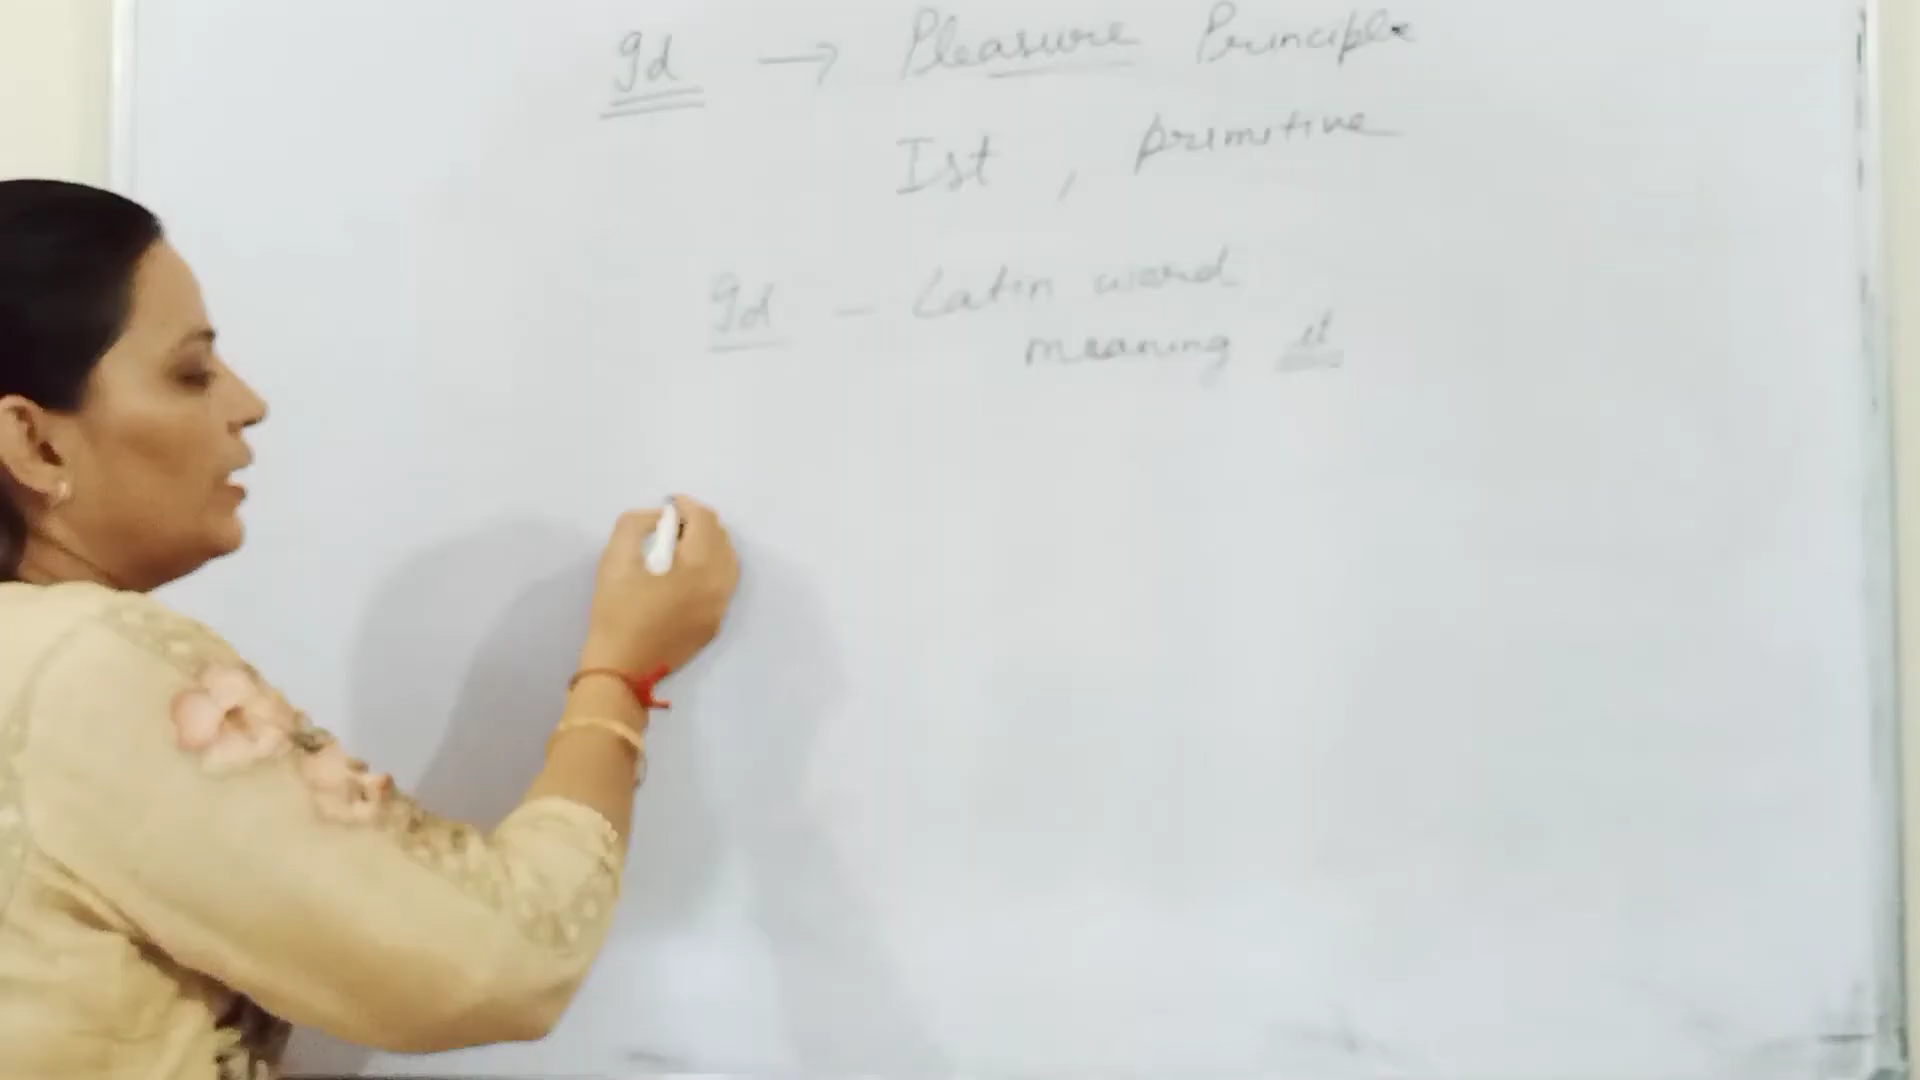 Id → Pleasure Principle
Ist, primitive
Id - Latin word
meaning it